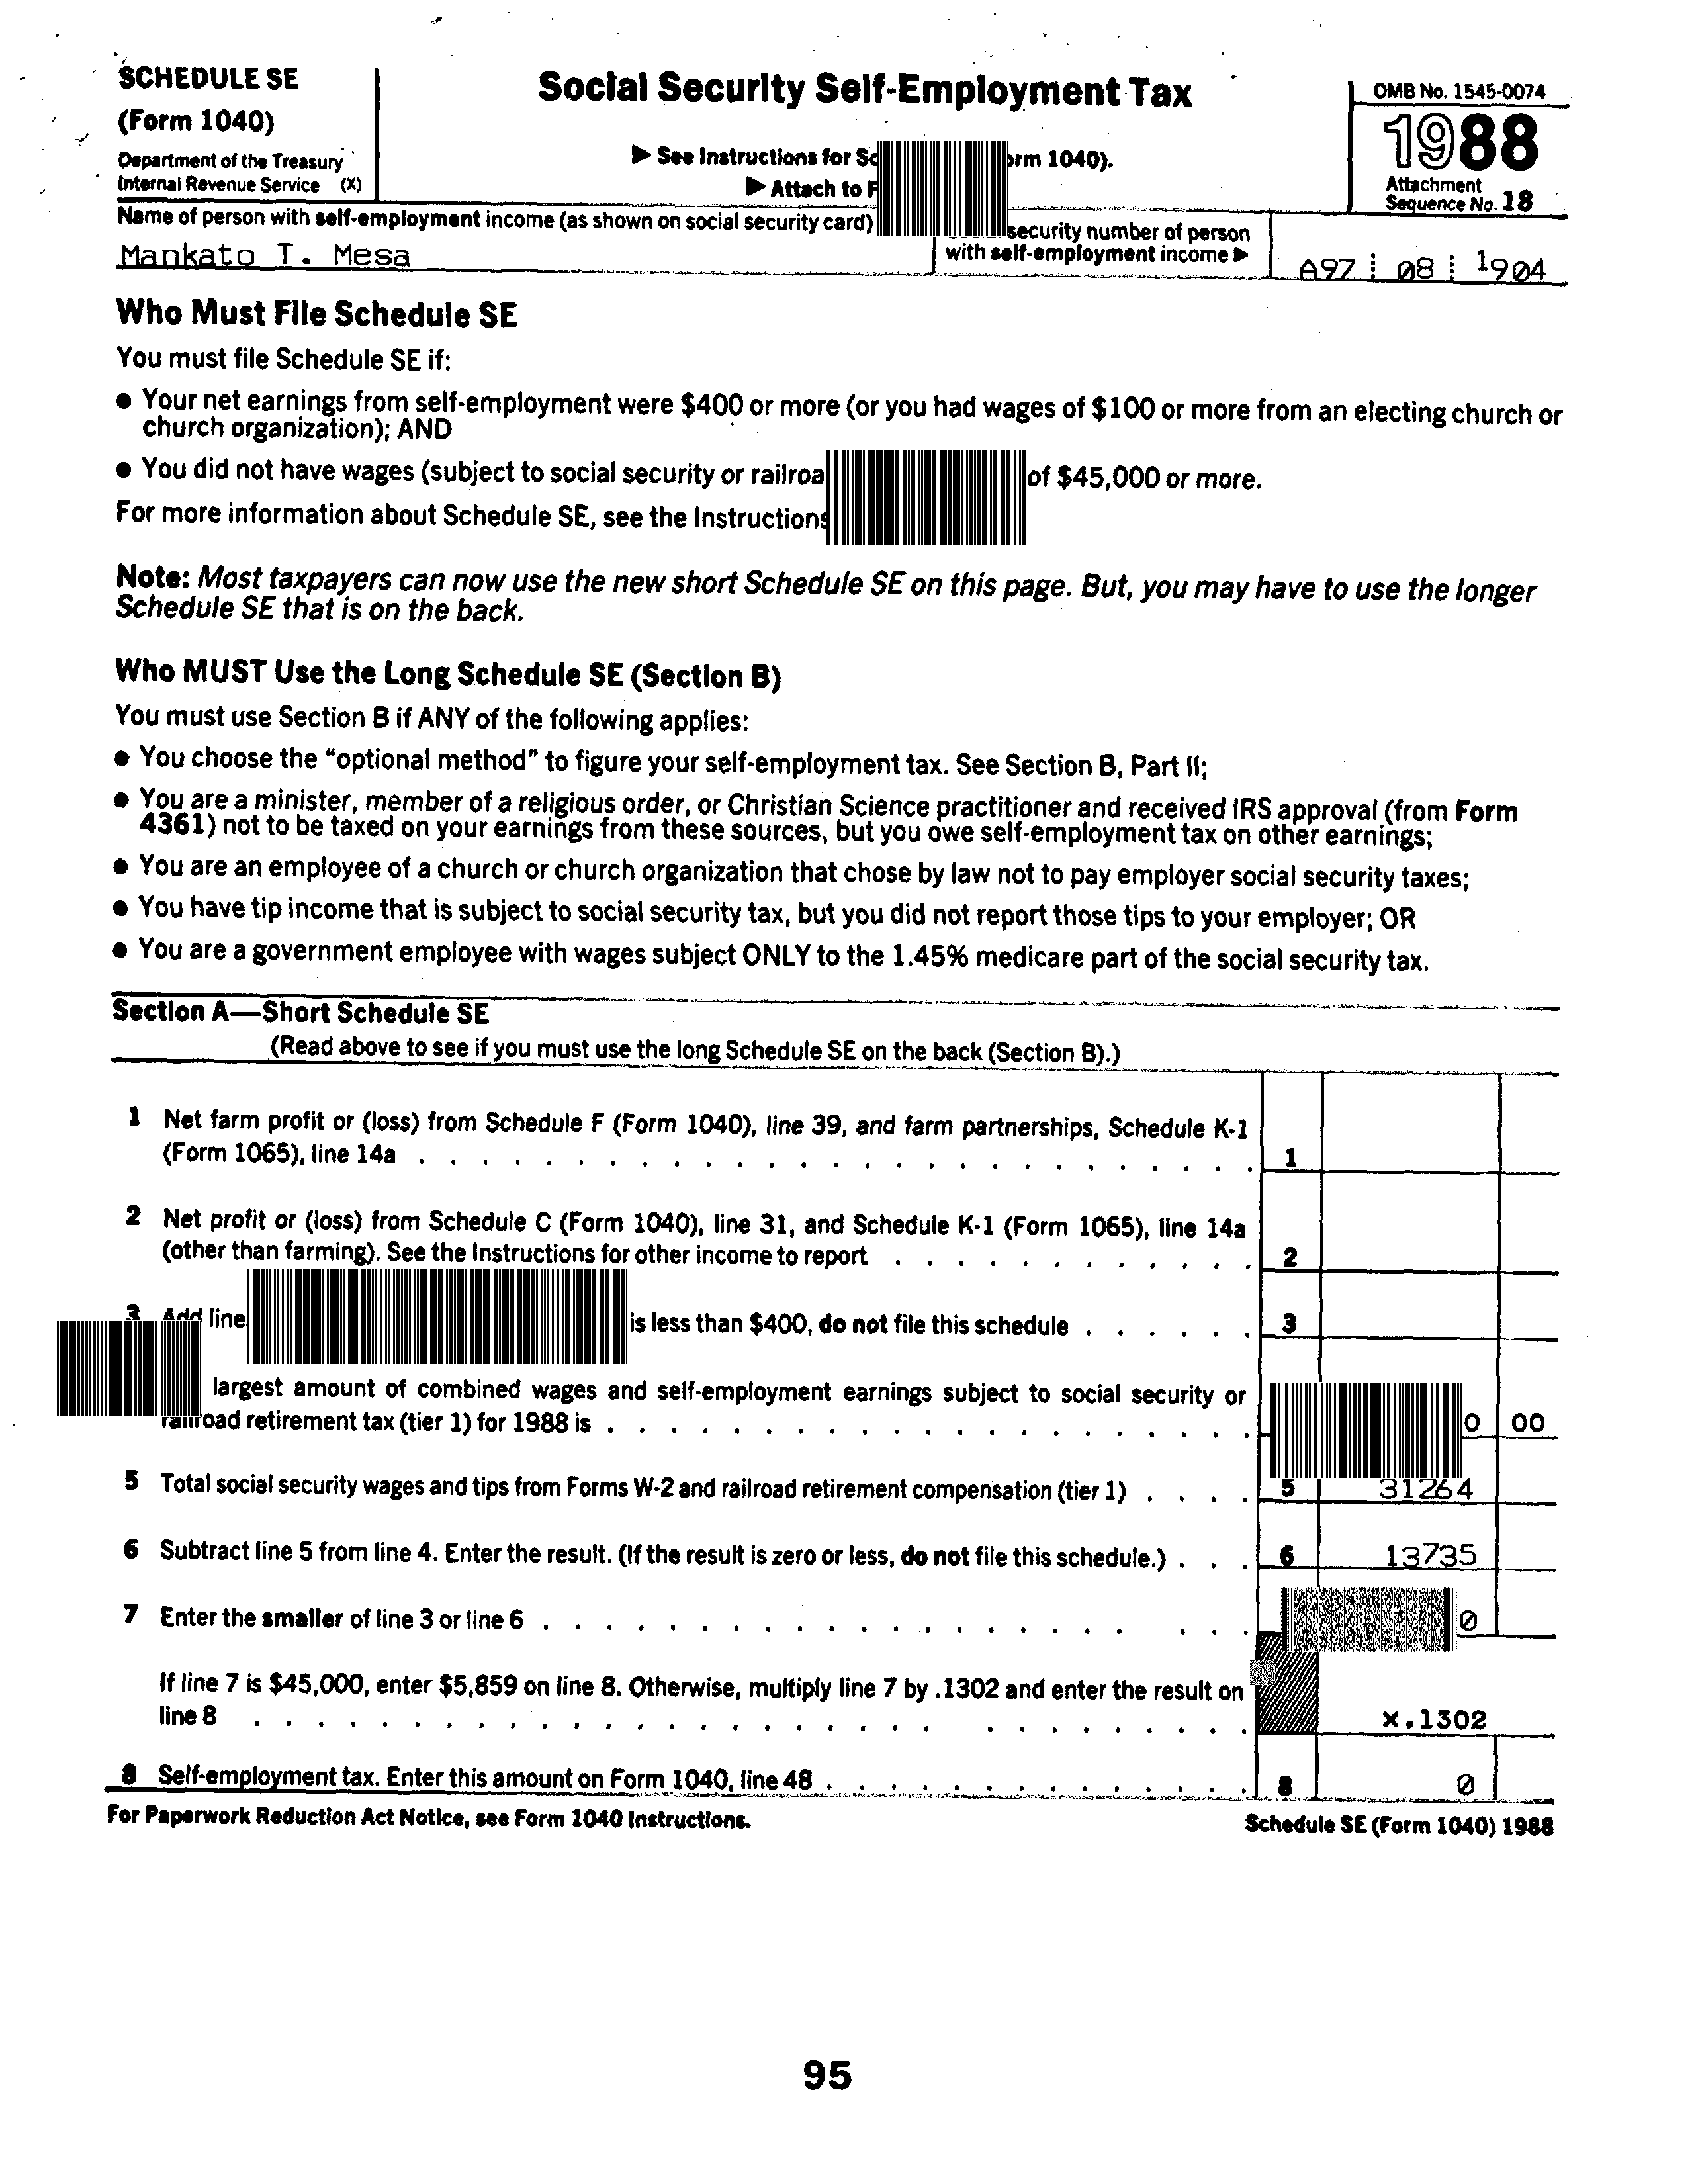 SCHEDULE SE
(Form 1040)
Department of the Treasury
Internal Revenue Service (X)
Social Security Self-Employment Tax
▶ See Instructions for 1040).
▶ Attach to
OMB No. 1545-0074
1988
Attachment
Sequence No. 18
Name of person with self-employment income (as shown on social security card)
Mankato T. Mesa
security number of person
with self-employment income ▶
A97 08 1904
Who Must File Schedule SE
You must file Schedule SE if:
● Your net earnings from self-employment were $400 or more (or you had wages of $100 or more from an electing church or
church organization); AND
● You did not have wages (subject to social security or of $45,000 or more.
For more information about Schedule SE, see the
Note: Most taxpayers can now use the new short Schedule SE on this page. But, you may have to use the longer
Schedule SE that is on the back.
Who MUST Use the Long Schedule SE (Section B)
You must use Section B if ANY of the following applies:
● You choose the "optional method" to figure your self-employment tax. See Section B, Part II;
● You are a minister, member of a religious order, or Christian Science practitioner and received IRS approval (from Form
4361) not to be taxed on your earnings from these sources, but you owe self-employment tax on other earnings;
● You are an employee of a church or church organization that chose by law not to pay employer social security taxes;
● You have tip income that is subject to social security tax, but you did not report those tips to your employer; OR
● You are a government employee with wages subject ONLY to the 1.45% medicare part of the social security tax.
Section A—Short Schedule SE
(Read above to see if you must use the long Schedule SE on the back (Section B).)
1 Net farm profit or (loss) from Schedule F (Form 1040), line 39, and farm partnerships, Schedule K-1
(Form 1065), line 14a . . . . . . . . . . . . . . . . . . . . . . . . . . 1
2 Net profit or (loss) from Schedule C (Form 1040), line 31, and Schedule K-1 (Form 1065), line 14a
(other than farming). See the Instructions for other income to report . . . . . . . . . . . . 2
3 Add is less than $400, do not file this schedule . . . . . . 3
largest amount of combined wages and self-employment earnings subject to social security or
railroad retirement tax (tier 1) for 1988 is . . . . . . . . . . . . . . . . . . . . 00
5 Total social security wages and tips from Forms W-2 and railroad retirement compensation (tier 1) . . . . 5 31264
6 Subtract line 5 from line 4. Enter the result. (If the result is zero or less, do not file this schedule.) . . . 6 13735
7 Enter the smaller of line 3 or line 6 . . . . . . . . . . . . . . . . . . . . . . 0
If line 7 is $45,000, enter $5,859 on line 8. Otherwise, multiply line 7 by .1302 and enter the result on
line 8 . . . . . . . . . . . . . . . . . . . . . . . . . . . . . . x.1302
8 Self-employment tax. Enter this amount on Form 1040, line 48 . . . . . . . . . . . . . . 8 0
For Paperwork Reduction Act Notice, see Form 1040 Instructions.
Schedule SE (Form 1040) 1988
95